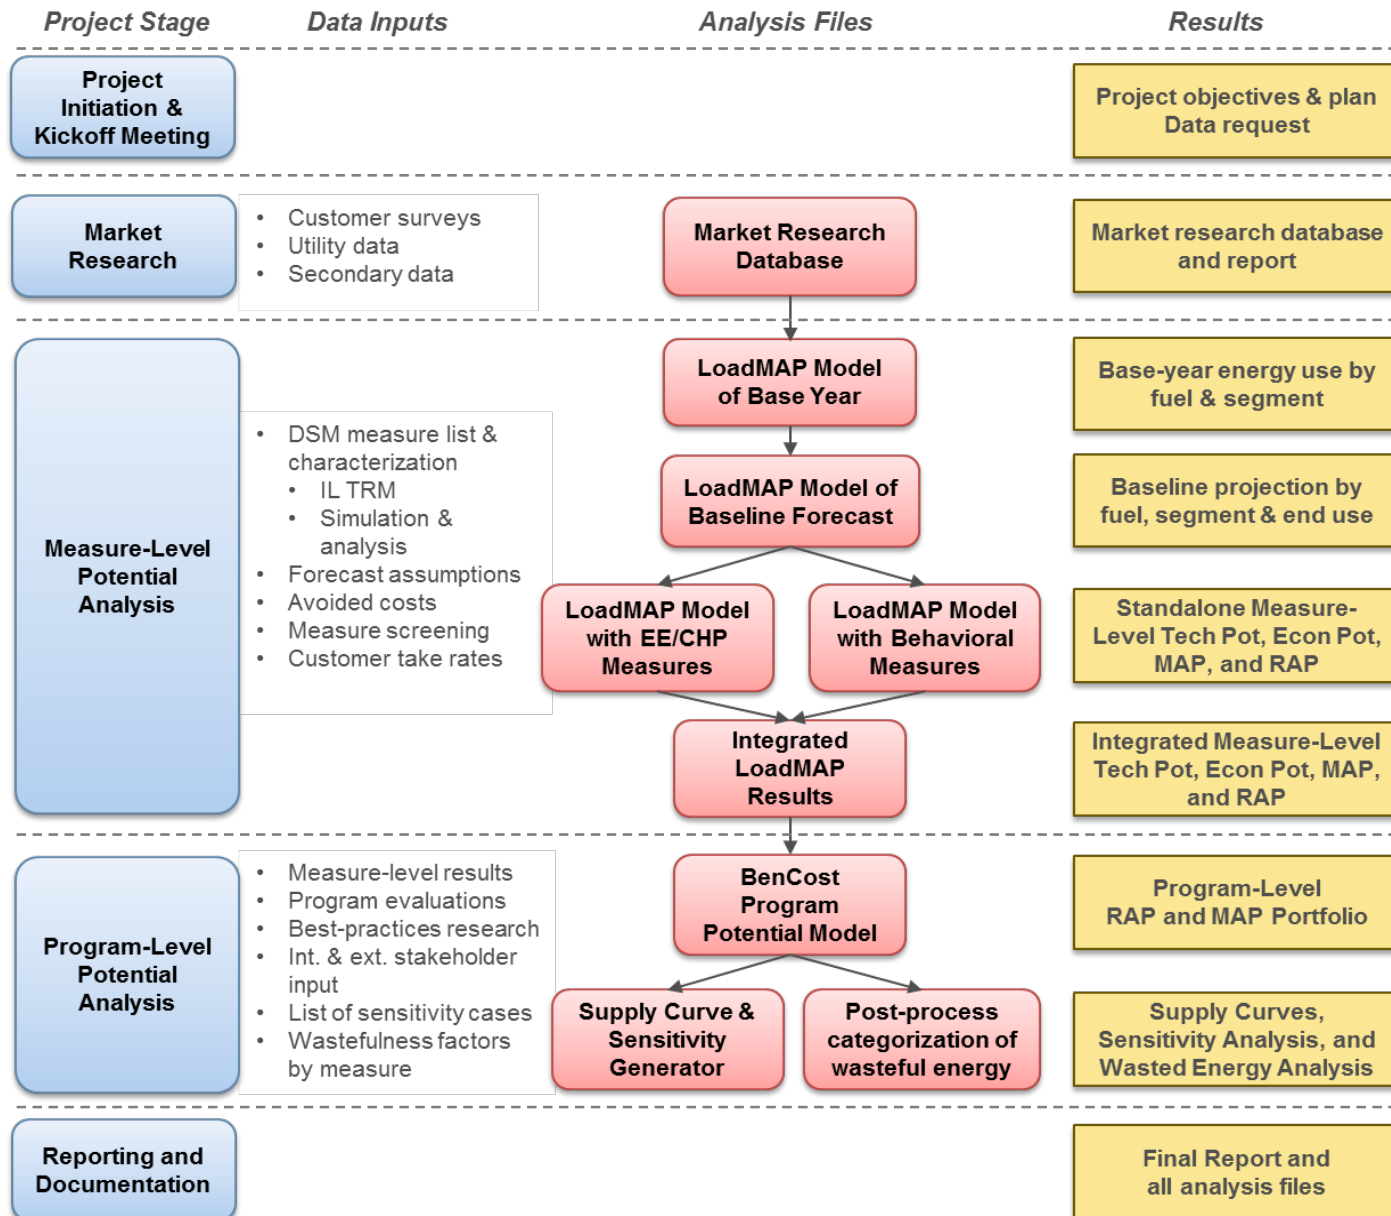 Project Stage
Data Inputs
Analysis Files
Results
Project
Initiation &
Kickoff Meeting
Project objectives & plan
Data request
Market
Research
• Customer surveys
• Utility data
• Secondary data
Market Research
Database
Market research database
and report
Measure-Level
Potential
Analysis
• DSM measure list &
characterization
• IL TRM
• Simulation &
analysis
• Forecast assumptions
• Avoided costs
• Measure screening
• Customer take rates
LoadMAP Model
of Base Year
Base-year energy use by
fuel & segment
LoadMAP Model of
Baseline Forecast
Baseline projection by
fuel, segment & end use
LoadMAP Model
with EE/CHP
Measures
LoadMAP Model
with Behavioral
Measures
Standalone Measure-
Level Tech Pot, Econ Pot,
MAP, and RAP
Integrated
LoadMAP
Results
Integrated Measure-Level
Tech Pot, Econ Pot, MAP,
and RAP
Program-Level
Potential
Analysis
• Measure-level results
• Program evaluations
• Best-practices research
• Int. & ext. stakeholder
input
• List of sensitivity cases
• Wastefulness factors
by measure
BenCost
Program
Potential Model
Program-Level
RAP and MAP Portfolio
Supply Curve &
Sensitivity
Generator
Post-process
categorization of
wasteful energy
Supply Curves,
Sensitivity Analysis, and
Wasted Energy Analysis
Reporting and
Documentation
Final Report and
all analysis files